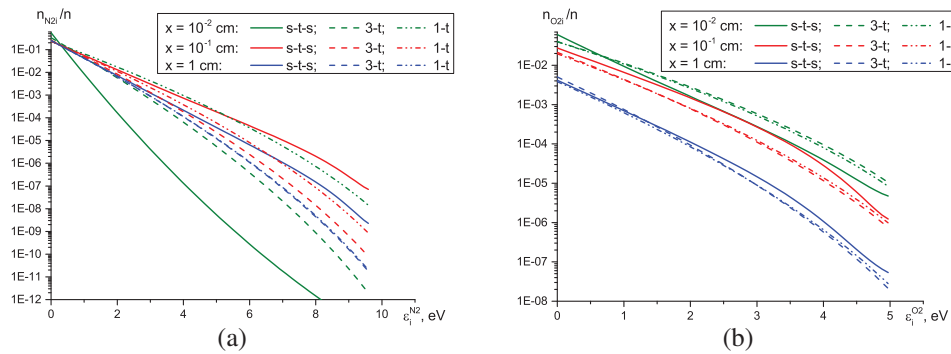 n_N2i/n
x = 10^-2 cm: s-t-s; 3-t; 1-t
x = 10^-1 cm: s-t-s; 3-t; 1-t
x = 1 cm: s-t-s; 3-t; 1-t
1E-01
1E-02
1E-03
1E-04
1E-05
1E-06
1E-07
1E-08
1E-09
1E-10
1E-11
1E-12
0 2 4 6 8 10
ε_i^N2, eV
(a)
n_O2i/n
x = 10^-2 cm: s-t-s; 3-t; 1-
x = 10^-1 cm: s-t-s; 3-t; 1-
x = 1 cm: s-t-s; 3-t; 1-
1E-02
1E-03
1E-04
1E-05
1E-06
1E-07
1E-08
0 1 2 3 4 5
ε_i^O2, eV
(b)